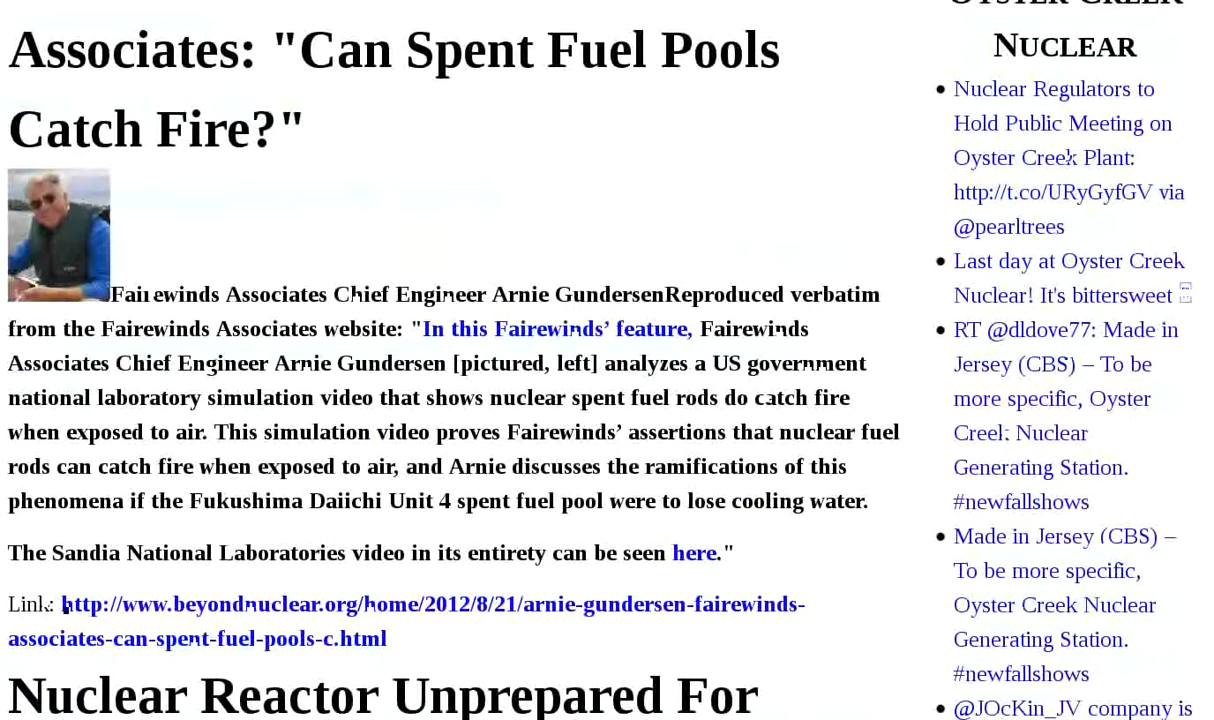 Associates: "Can Spent Fuel Pools
Catch Fire?"
Fairewinds Associates Chief Engineer Arnie GundersenReproduced verbatim
from the Fairewinds Associates website: "In this Fairewinds’ feature, Fairewinds
Associates Chief Engineer Arnie Gundersen [pictured, left] analyzes a US government
national laboratory simulation video that shows nuclear spent fuel rods do catch fire
when exposed to air. This simulation video proves Fairewinds’ assertions that nuclear fuel
rods can catch fire when exposed to air, and Arnie discusses the ramifications of this
phenomena if the Fukushima Daiichi Unit 4 spent fuel pool were to lose cooling water.
The Sandia National Laboratories video in its entirety can be seen here."
Link: http://www.beyondnuclear.org/home/2012/8/21/arnie-gundersen-fairewinds-
associates-can-spent-fuel-pools-c.html
Nuclear Reactor Unprepared For
OYSTER CREEK
NUCLEAR
Nuclear Regulators to
Hold Public Meeting on
Oyster Creek Plant:
http://t.co/URyGyfGV via
@pearltrees
Last day at Oyster Creek
Nuclear! It's bittersweet
RT @dldove77: Made in
Jersey (CBS) – To be
more specific, Oyster
Creek Nuclear
Generating Station.
#newfallshows
Made in Jersey (CBS) –
To be more specific,
Oyster Creek Nuclear
Generating Station.
#newfallshows
@JOcKin_JV company is